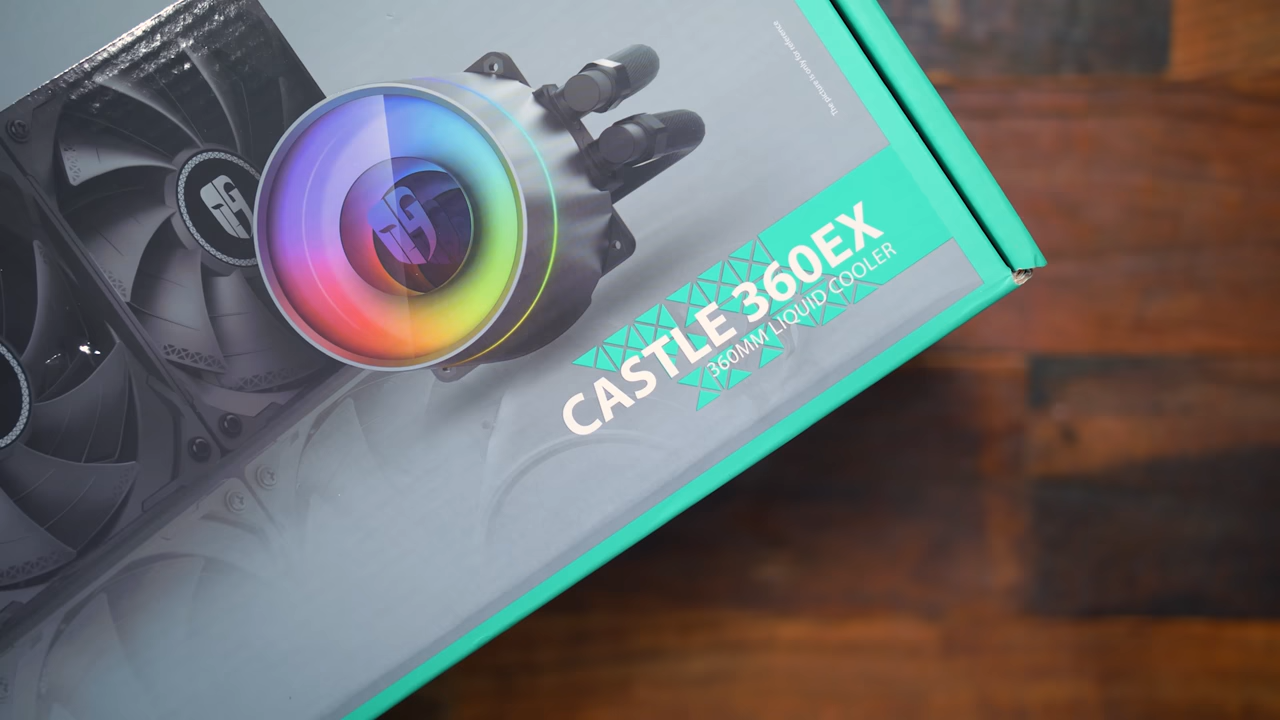 The picture is only for reference
CASTLE 360EX
360MM LIQUID COOLER